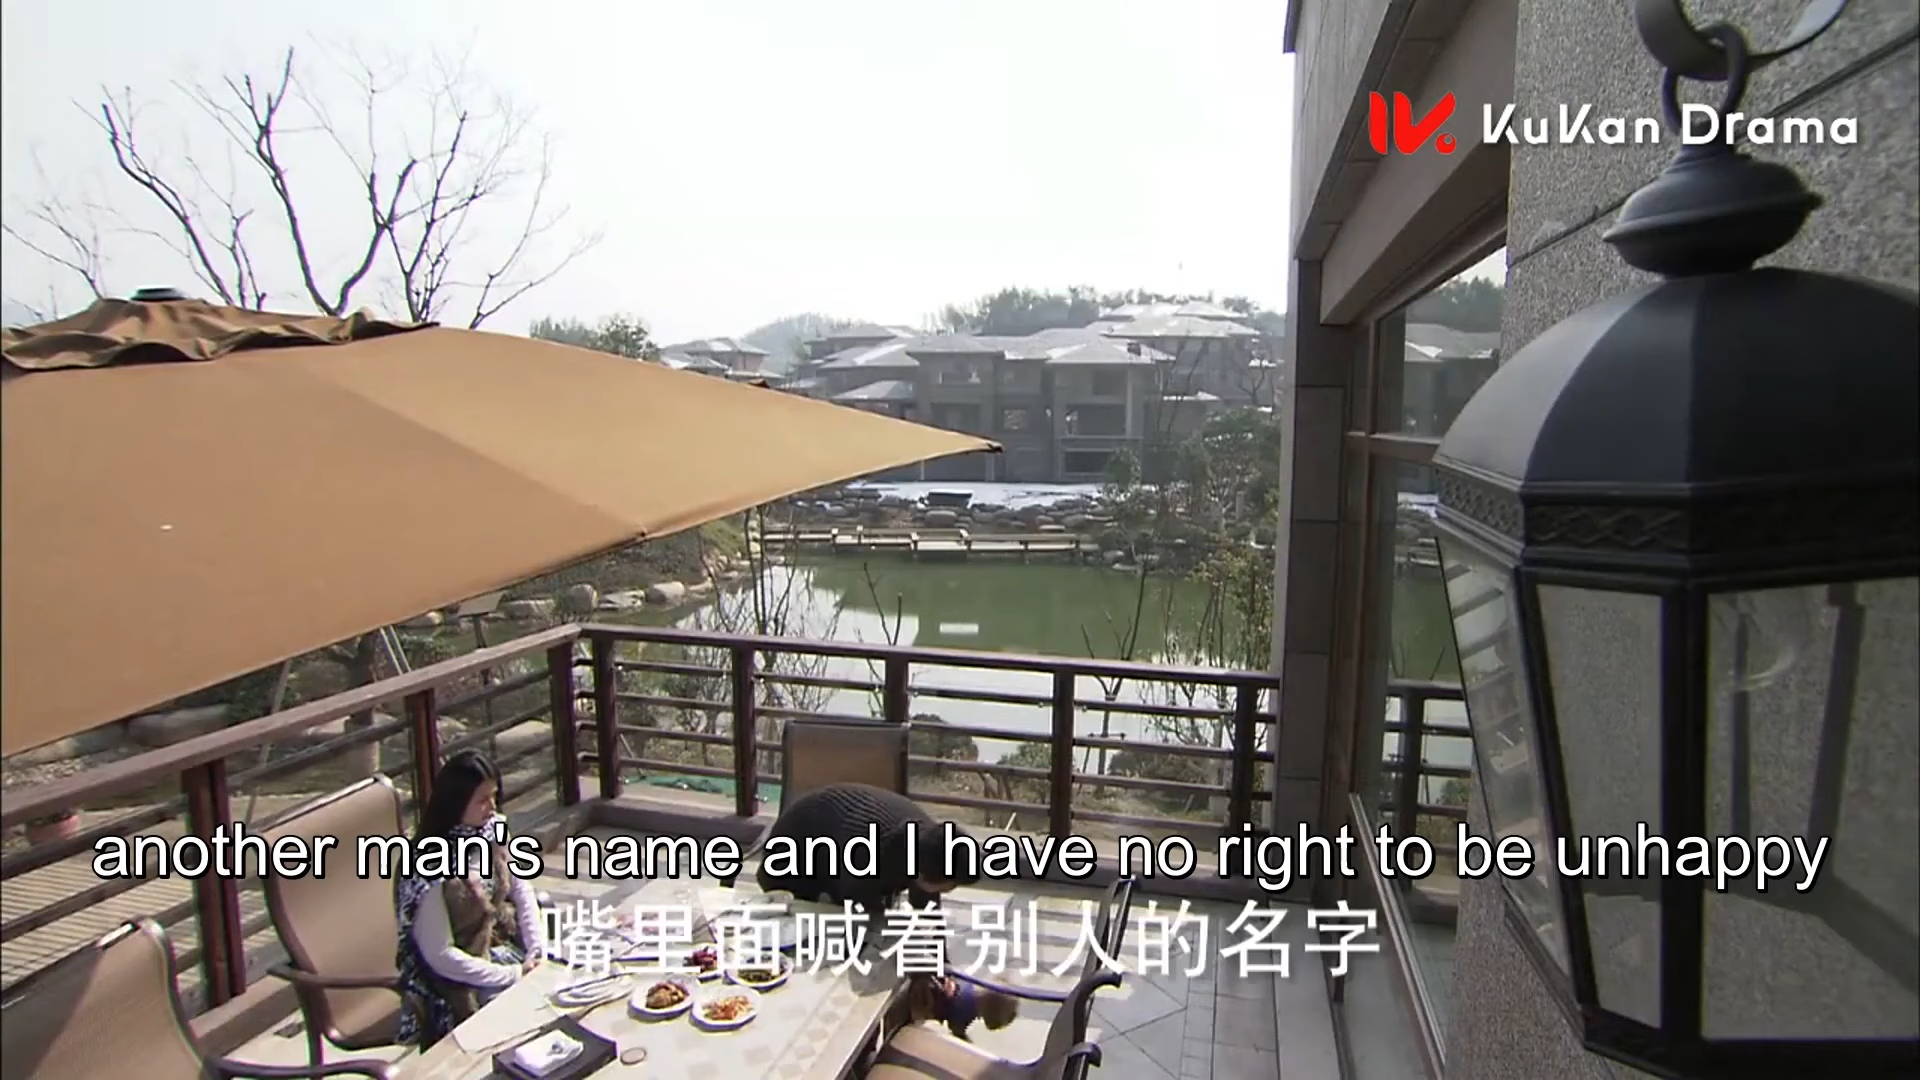 KuKan Drama
another man's name and I have no right to be unhappy
嘴里面喊着别人的名字